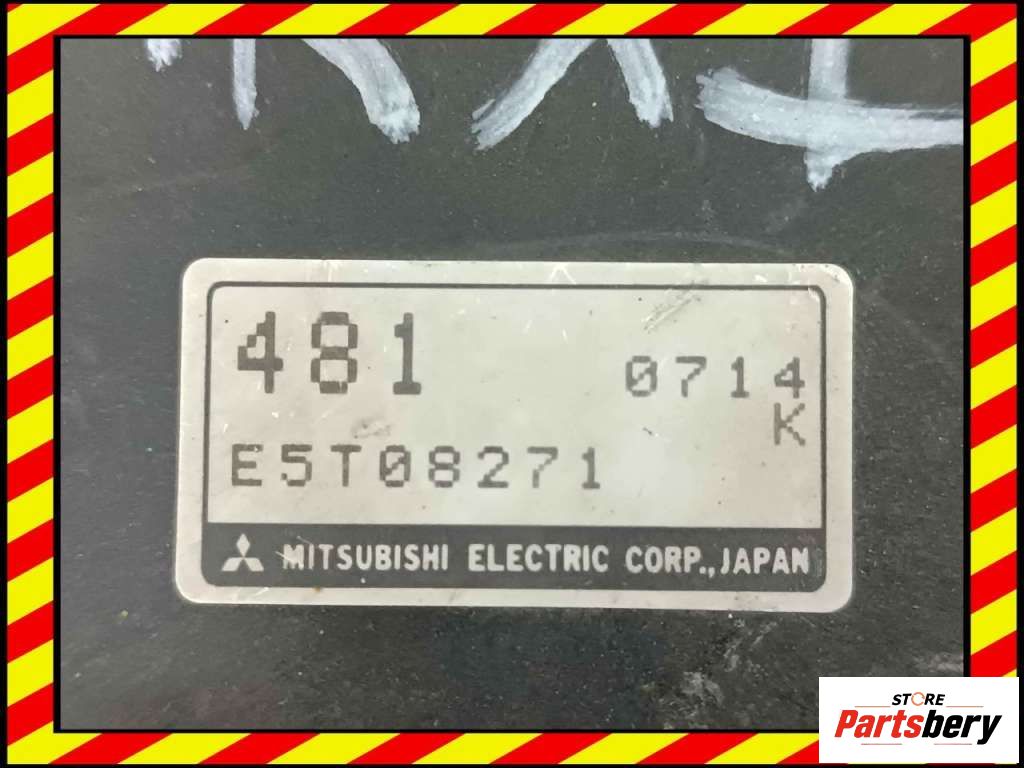 481
0714
K
E5T08271
MITSUBISHI ELECTRIC CORP., JAPAN
STORE
Partsbery